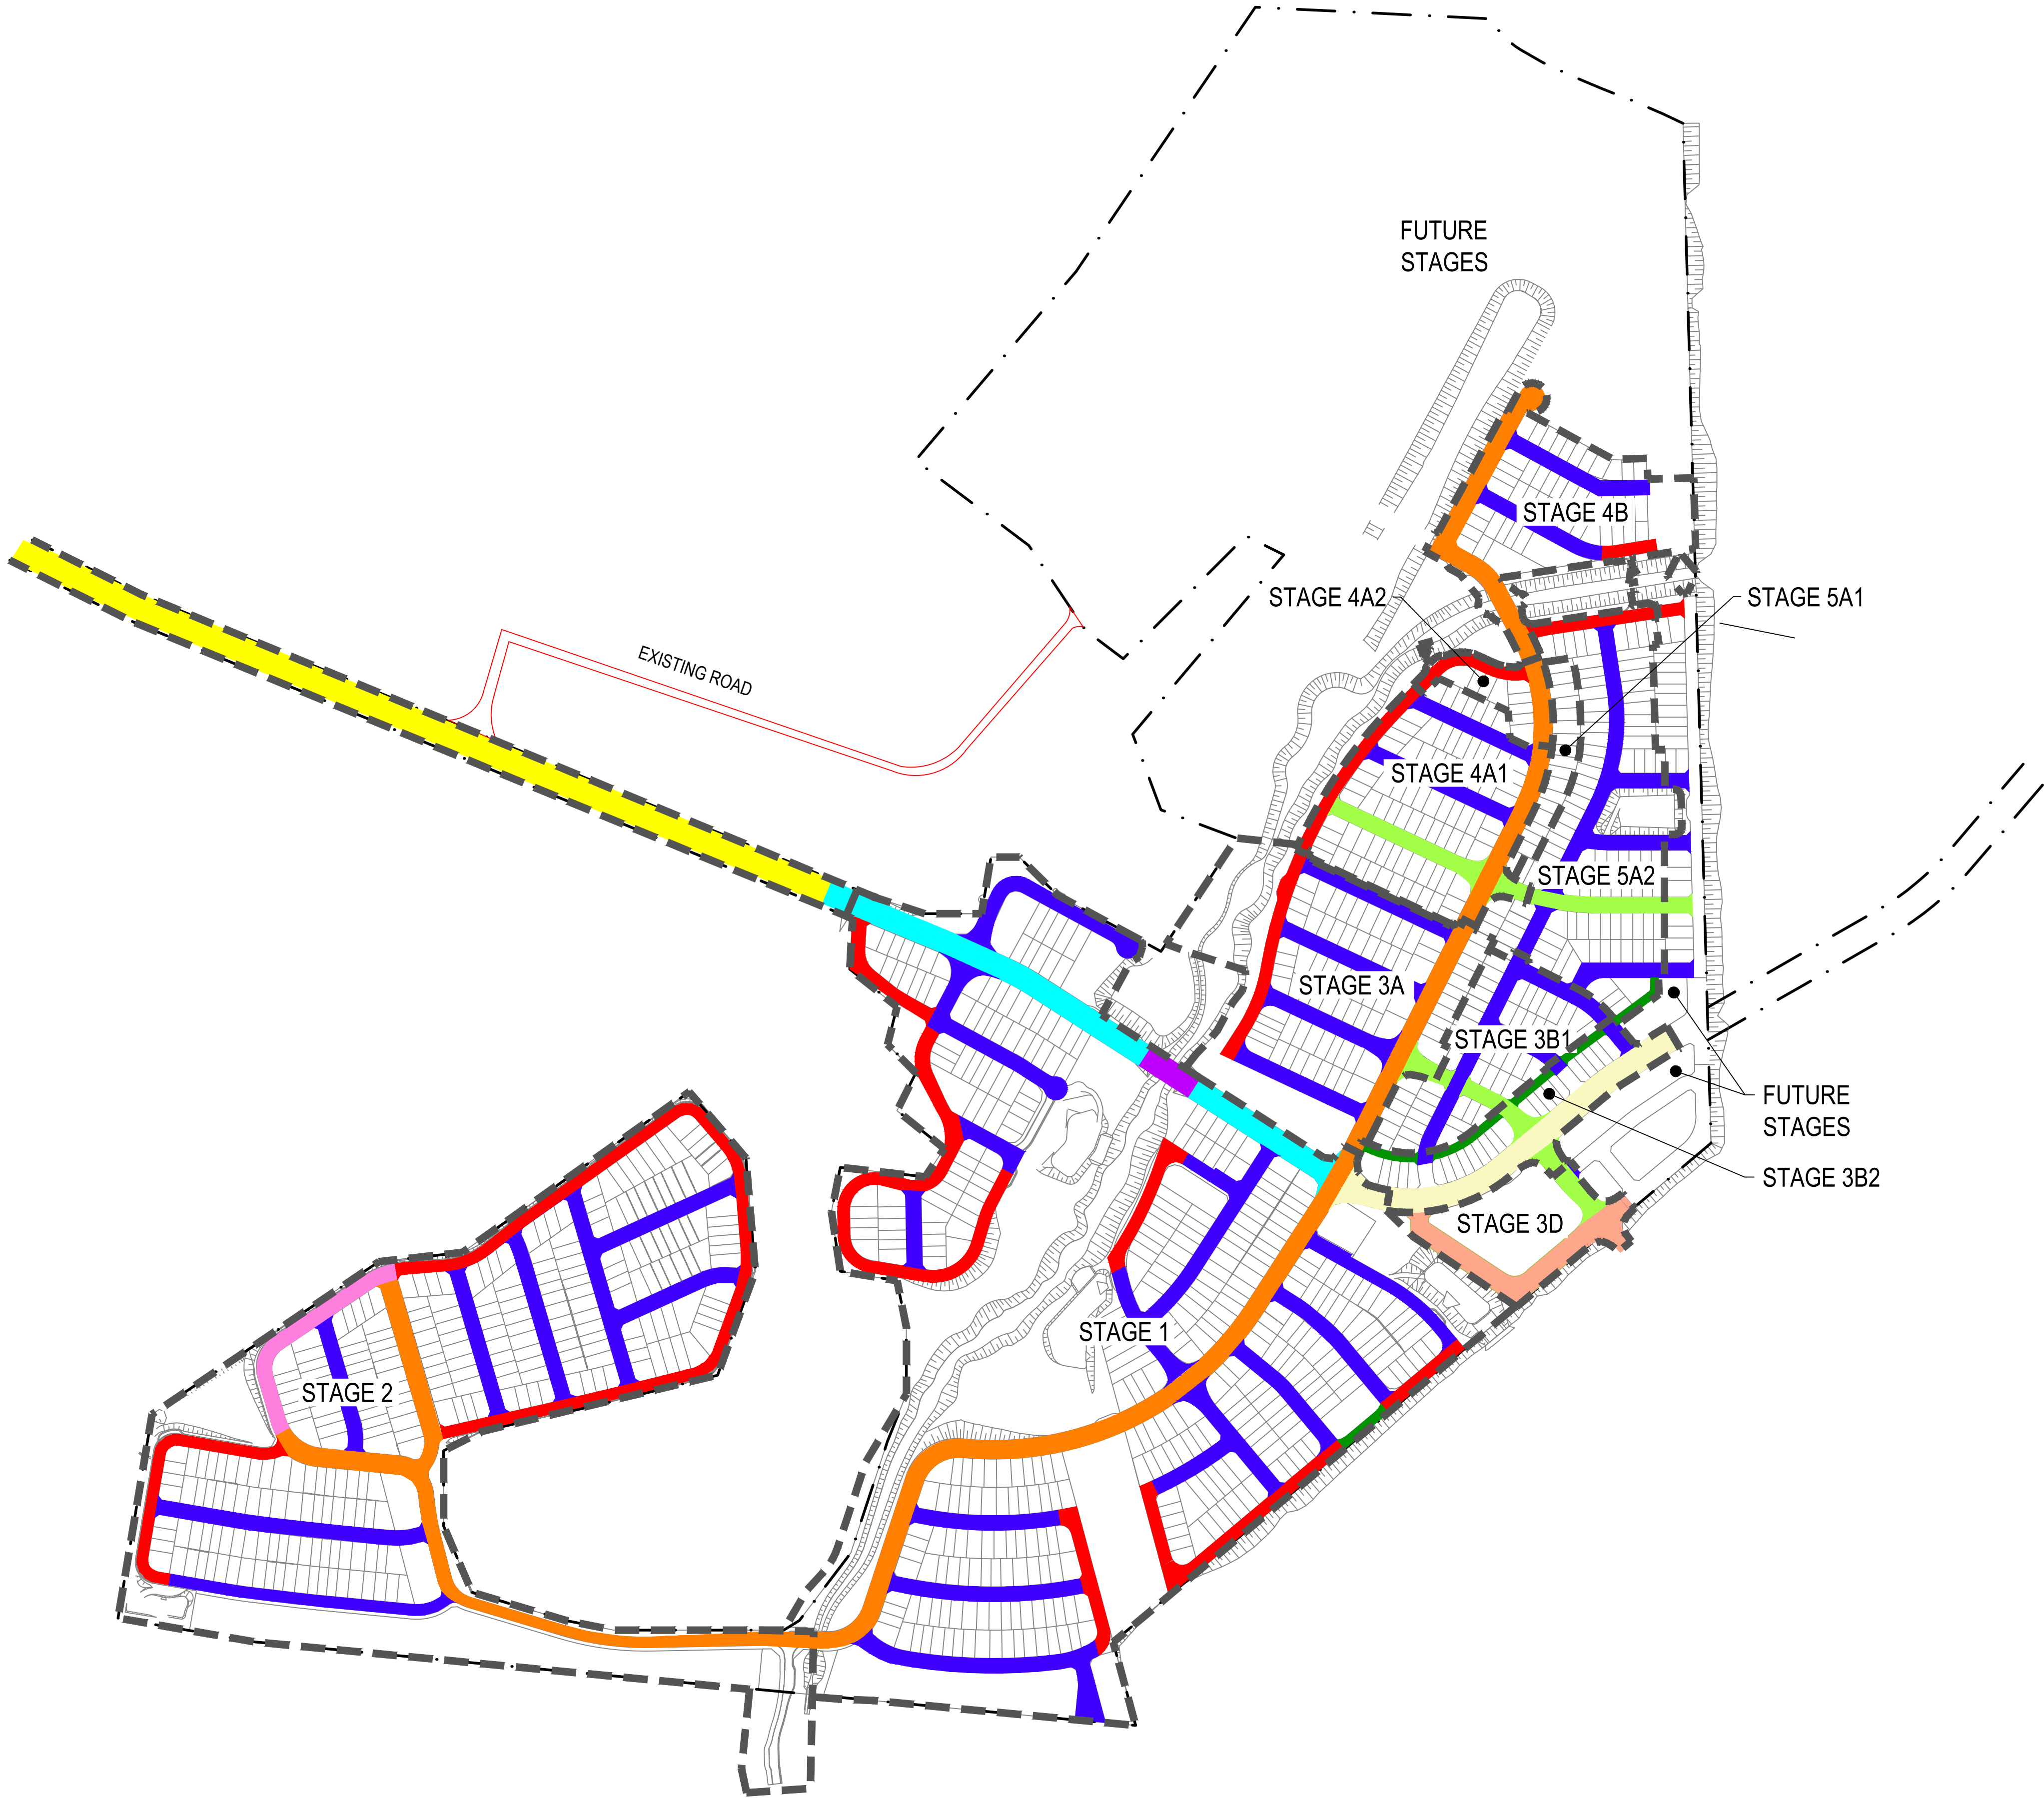 FUTURE
STAGES
STAGE 4B
STAGE 4A2
STAGE 5A1
EXISTING ROAD
STAGE 4A1
STAGE 5A2
STAGE 3A
STAGE 3B1
FUTURE
STAGES
STAGE 3B2
STAGE 3D
STAGE 1
STAGE 2